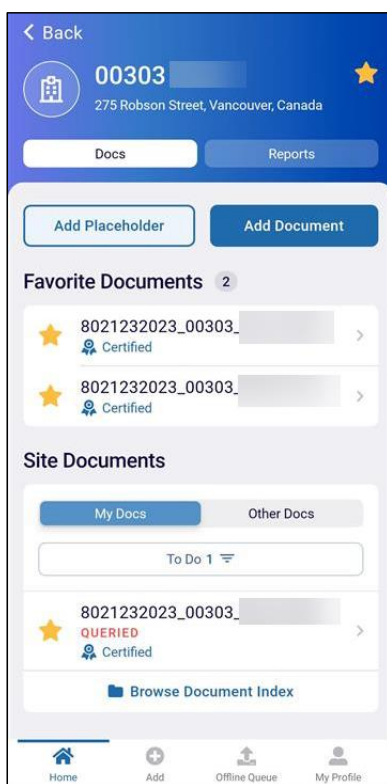 Back
00303
275 Robson Street, Vancouver, Canada
Docs Reports
Add Placeholder Add Document
Favorite Documents 2
8021232023_00303_
Certified
8021232023_00303_
Certified
Site Documents
My Docs Other Docs
To Do 1
8021232023_00303_
QUERIED
Certified
Browse Document Index
Home Add Offline Queue My Profile